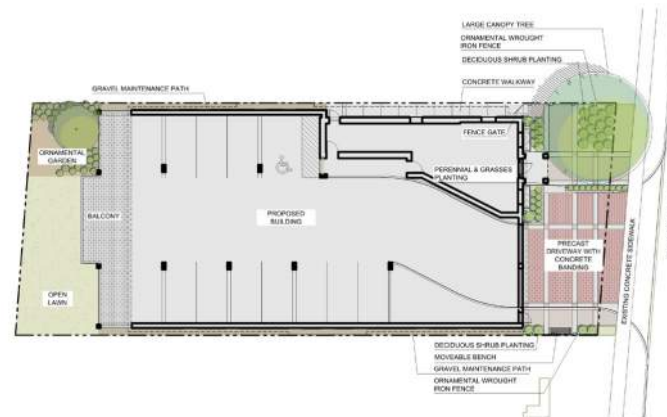 LARGE CANOPY TREE
ORNAMENTAL WROUGHT
IRON FENCE
DECIDUOUS SHRUB PLANTING
CONCRETE WALKWAY
GRAVEL MAINTENANCE PATH
FENCE GATE
ORNAMENTAL
GARDEN
PERENNIAL & GRASSES
PLANTING
BALCONY
PROPOSED
BUILDING
PRECAST
DRIVEWAY WITH
CONCRETE
BANDING
EXISTING CONCRETE SIDEWALK
OPEN
LAWN
DECIDUOUS SHRUB PLANTING
MOVEABLE BENCH
GRAVEL MAINTENANCE PATH
ORNAMENTAL WROUGHT
IRON FENCE